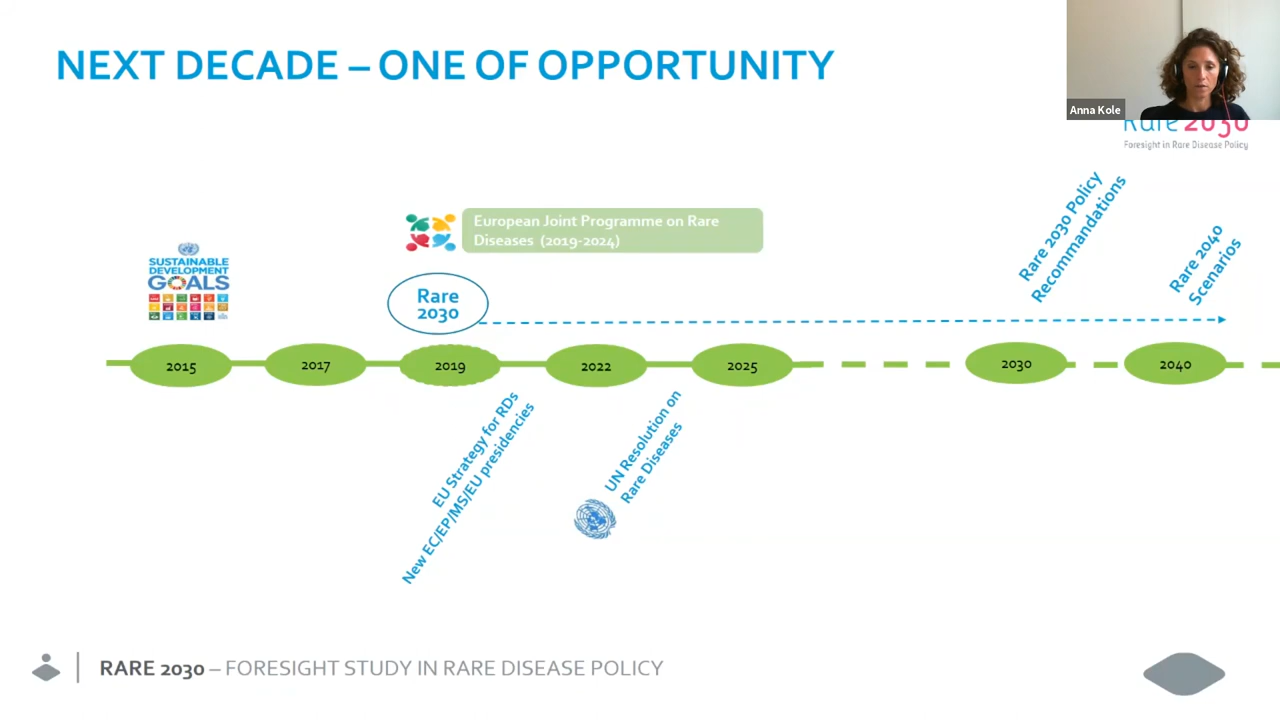 NEXT DECADE – ONE OF OPPORTUNITY
Anna Kole
Rare 2030
Foresight in Rare Disease Policy
Rare 2030 Policy
Recommandations
Rare 2040
Scenarios
European Joint Programme on Rare
Diseases (2019-2024)
SUSTAINABLE
DEVELOPMENT
GOALS
Rare
2030
2015
2017
2019
2022
2025
2030
2040
EU Strategy for RDs
New EC/EP/MS/EU presidencies
UN Resolution on
Rare Diseases
RARE 2030 – FORESIGHT STUDY IN RARE DISEASE POLICY